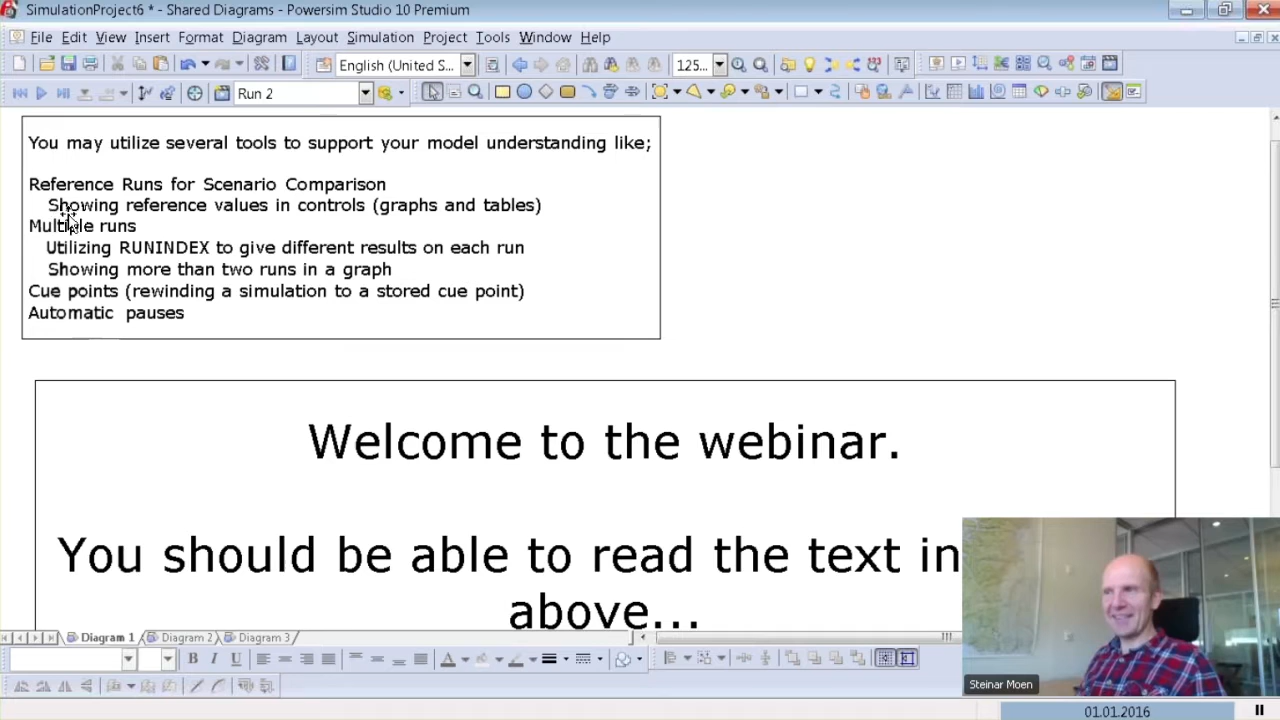 SimulationProject6 * - Shared Diagrams - Powersim Studio 10 Premium
File Edit View Insert Format Diagram Layout Simulation Project Tools Window Help
English (United S... 125...
Run 2
You may utilize several tools to support your model understanding like;
Reference Runs for Scenario Comparison
Showing reference values in controls (graphs and tables)
Multiple runs
Utilizing RUNINDEX to give different results on each run
Showing more than two runs in a graph
Cue points (rewinding a simulation to a stored cue point)
Automatic pauses
Welcome to the webinar.
You should be able to read the text in
above...
Diagram 1 Diagram 2 Diagram 3
B I U A
Steinar Moen
01.01.2016